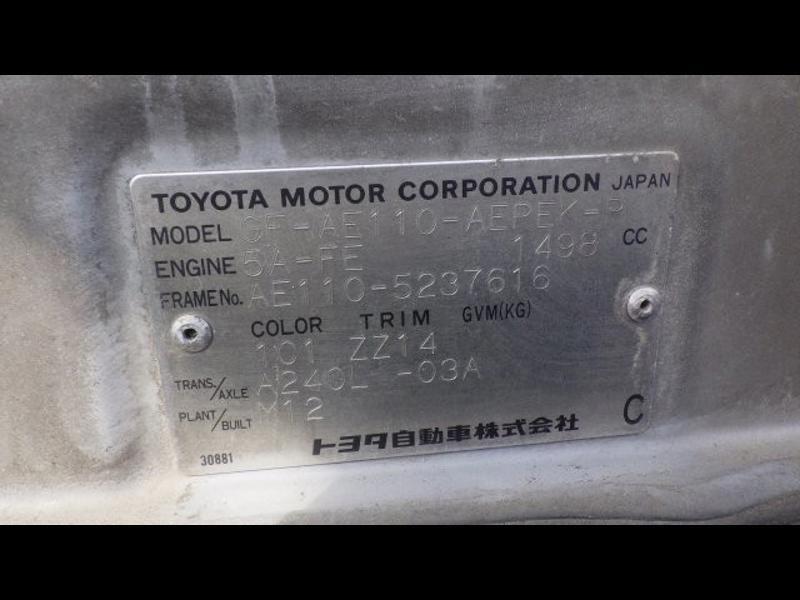 TOYOTA MOTOR CORPORATION JAPAN
MODEL GF-AE110-AEPEK-P
ENGINE 5A-FE 1498 CC
FRAME No. AE110-5237616
COLOR TRIM GVM(KG)
101 ZZ14
TRANS./AXLE A240L -03A
PLANT/BUILT M12
トヨタ自動車株式会社 C
30881